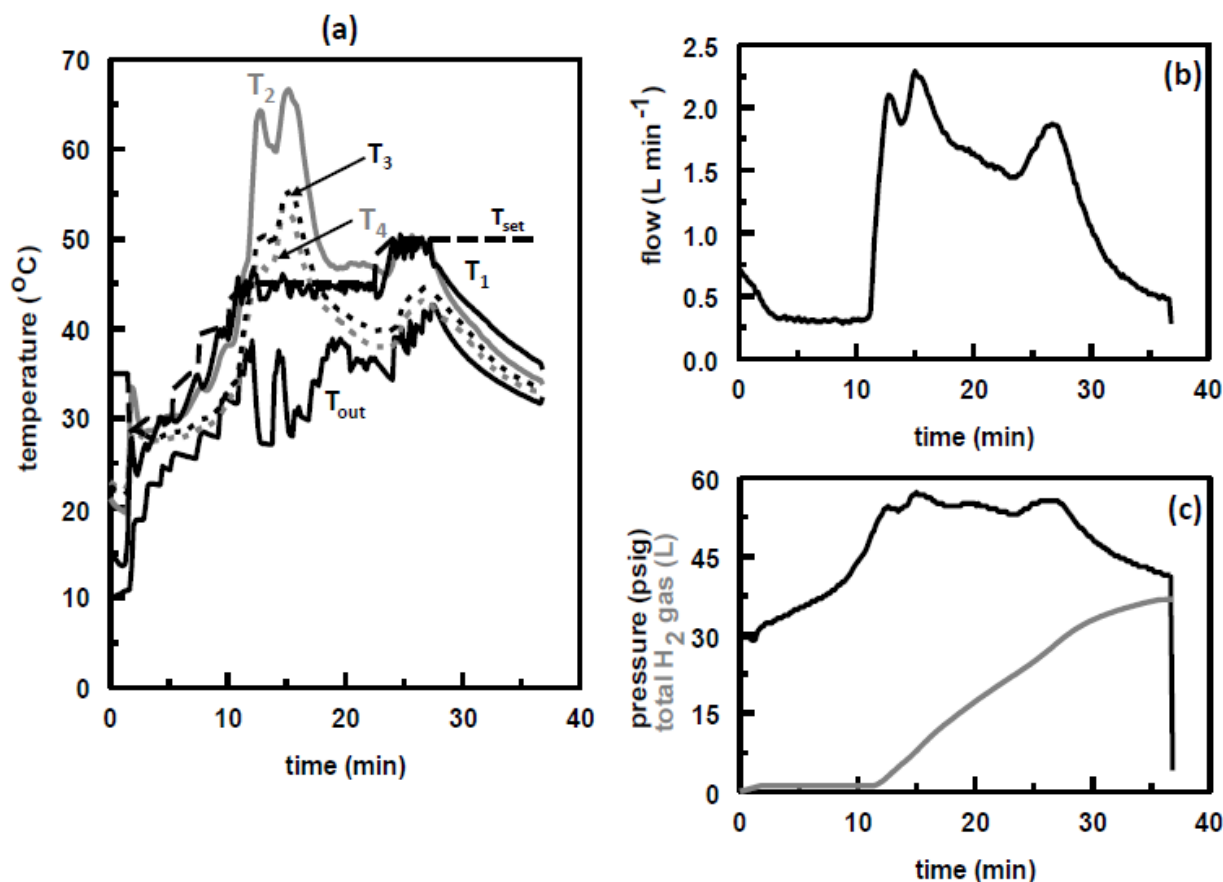 (a)
70
60
50
40
30
20
10
0
temperature (°C)
T2
T3
T4
Tset
T1
Tout
0 10 20 30 40
time (min)
(b)
2.5
2.0
1.5
1.0
0.5
0.0
flow (L min-1)
0 10 20 30 40
time (min)
(c)
60
45
30
15
0
pressure (psig)
total H2 gas (L)
0 10 20 30 40
time (min)